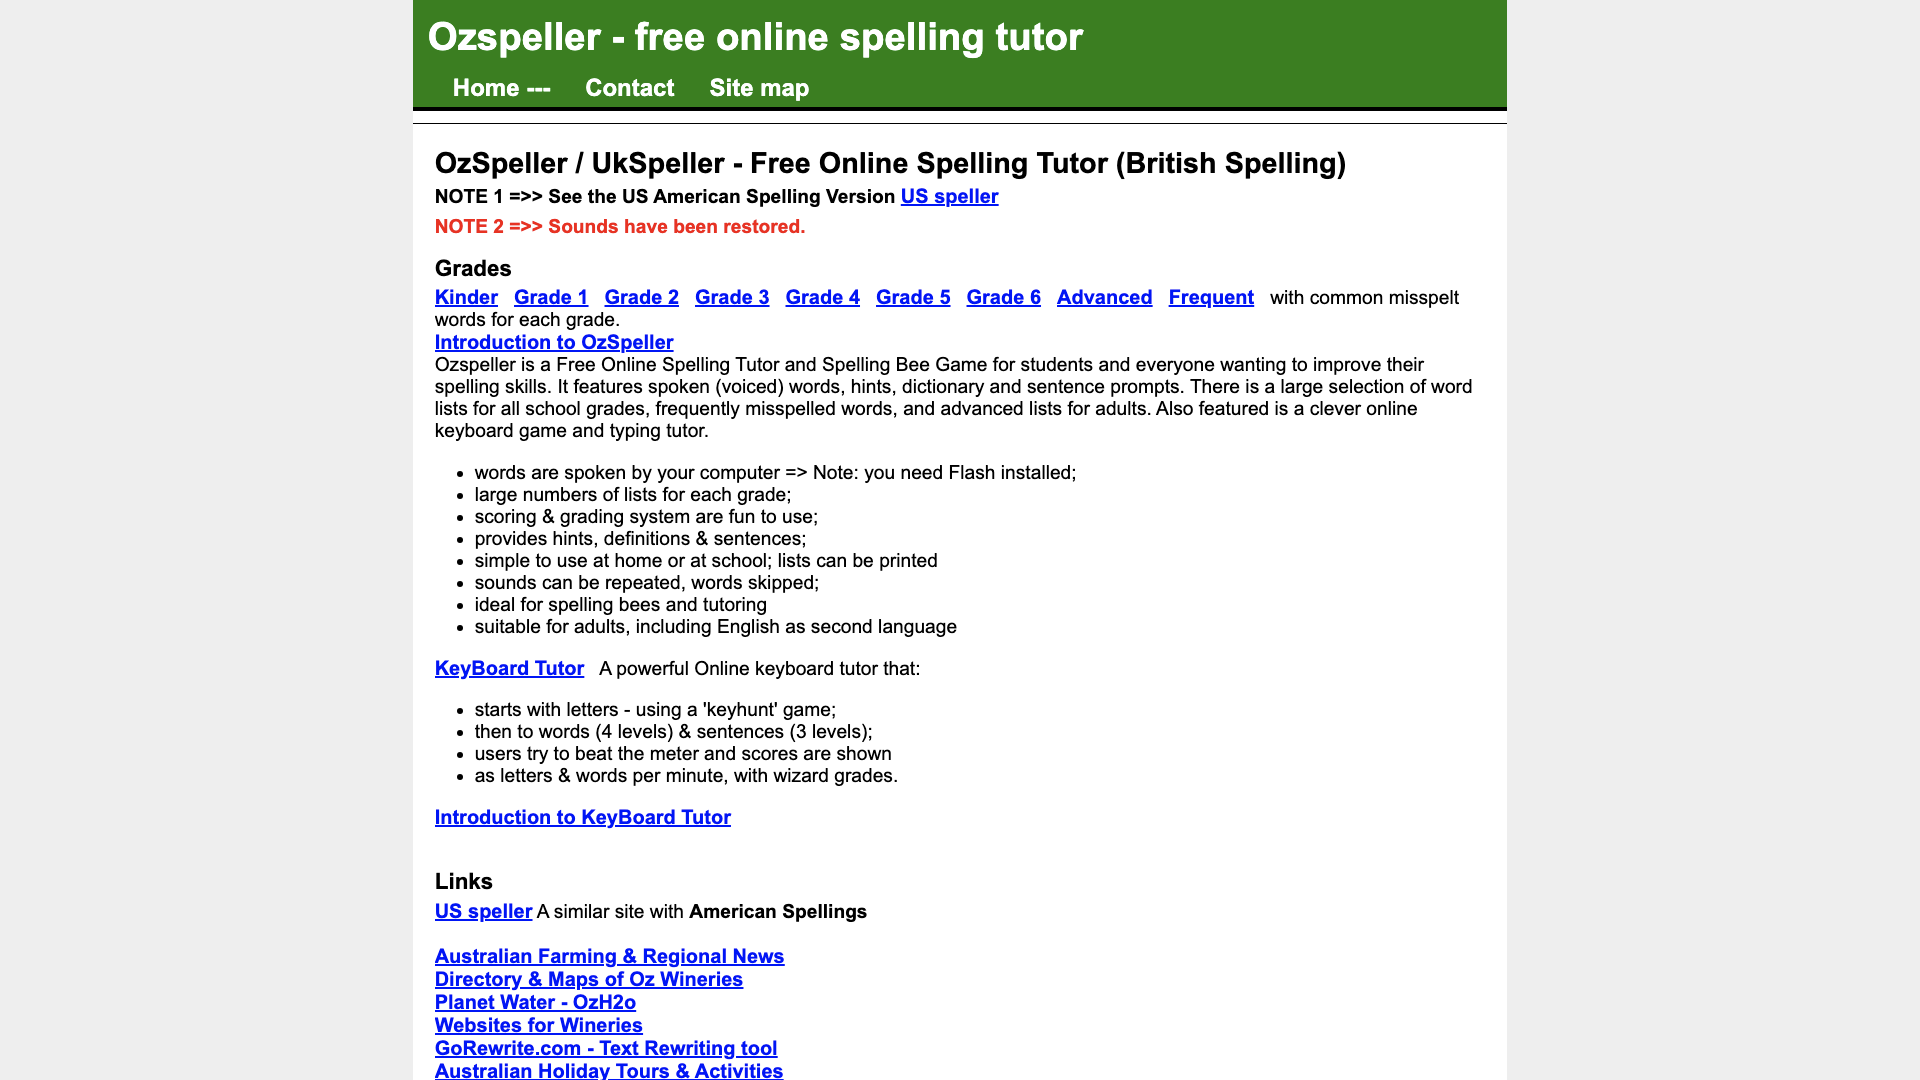 Ozspeller - free online spelling tutor
Home --- Contact Site map
OzSpeller / UkSpeller - Free Online Spelling Tutor (British Spelling)
NOTE 1 =>> See the US American Spelling Version US speller
NOTE 2 =>> Sounds have been restored.
Grades
Kinder Grade 1 Grade 2 Grade 3 Grade 4 Grade 5 Grade 6 Advanced Frequent with common misspelt
words for each grade.
Introduction to OzSpeller
Ozspeller is a Free Online Spelling Tutor and Spelling Bee Game for students and everyone wanting to improve their
spelling skills. It features spoken (voiced) words, hints, dictionary and sentence prompts. There is a large selection of word
lists for all school grades, frequently misspelled words, and advanced lists for adults. Also featured is a clever online
keyboard game and typing tutor.
• words are spoken by your computer => Note: you need Flash installed;
• large numbers of lists for each grade;
• scoring & grading system are fun to use;
• provides hints, definitions & sentences;
• simple to use at home or at school; lists can be printed
• sounds can be repeated, words skipped;
• ideal for spelling bees and tutoring
• suitable for adults, including English as second language
KeyBoard Tutor A powerful Online keyboard tutor that:
• starts with letters - using a 'keyhunt' game;
• then to words (4 levels) & sentences (3 levels);
• users try to beat the meter and scores are shown
• as letters & words per minute, with wizard grades.
Introduction to KeyBoard Tutor
Links
US speller A similar site with American Spellings
Australian Farming & Regional News
Directory & Maps of Oz Wineries
Planet Water - OzH2o
Websites for Wineries
GoRewrite.com - Text Rewriting tool
Australian Holiday Tours & Activities